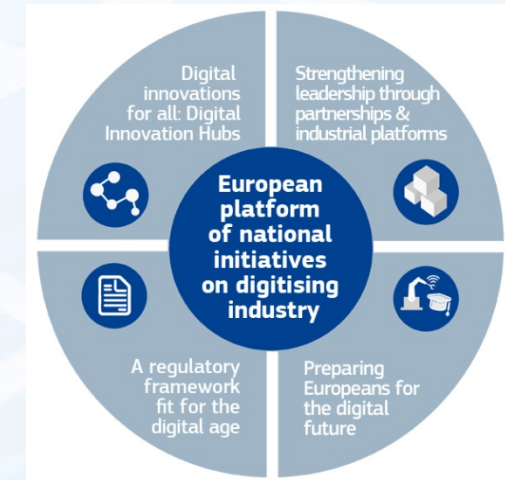 Digital
innovations
for all: Digital
Innovation Hubs
Strengthening
leadership through
partnerships &
industrial platforms
European
platform
of national
initiatives
on digitising
industry
A regulatory
framework
fit for the
digital age
Preparing
Europeans for
the digital
future